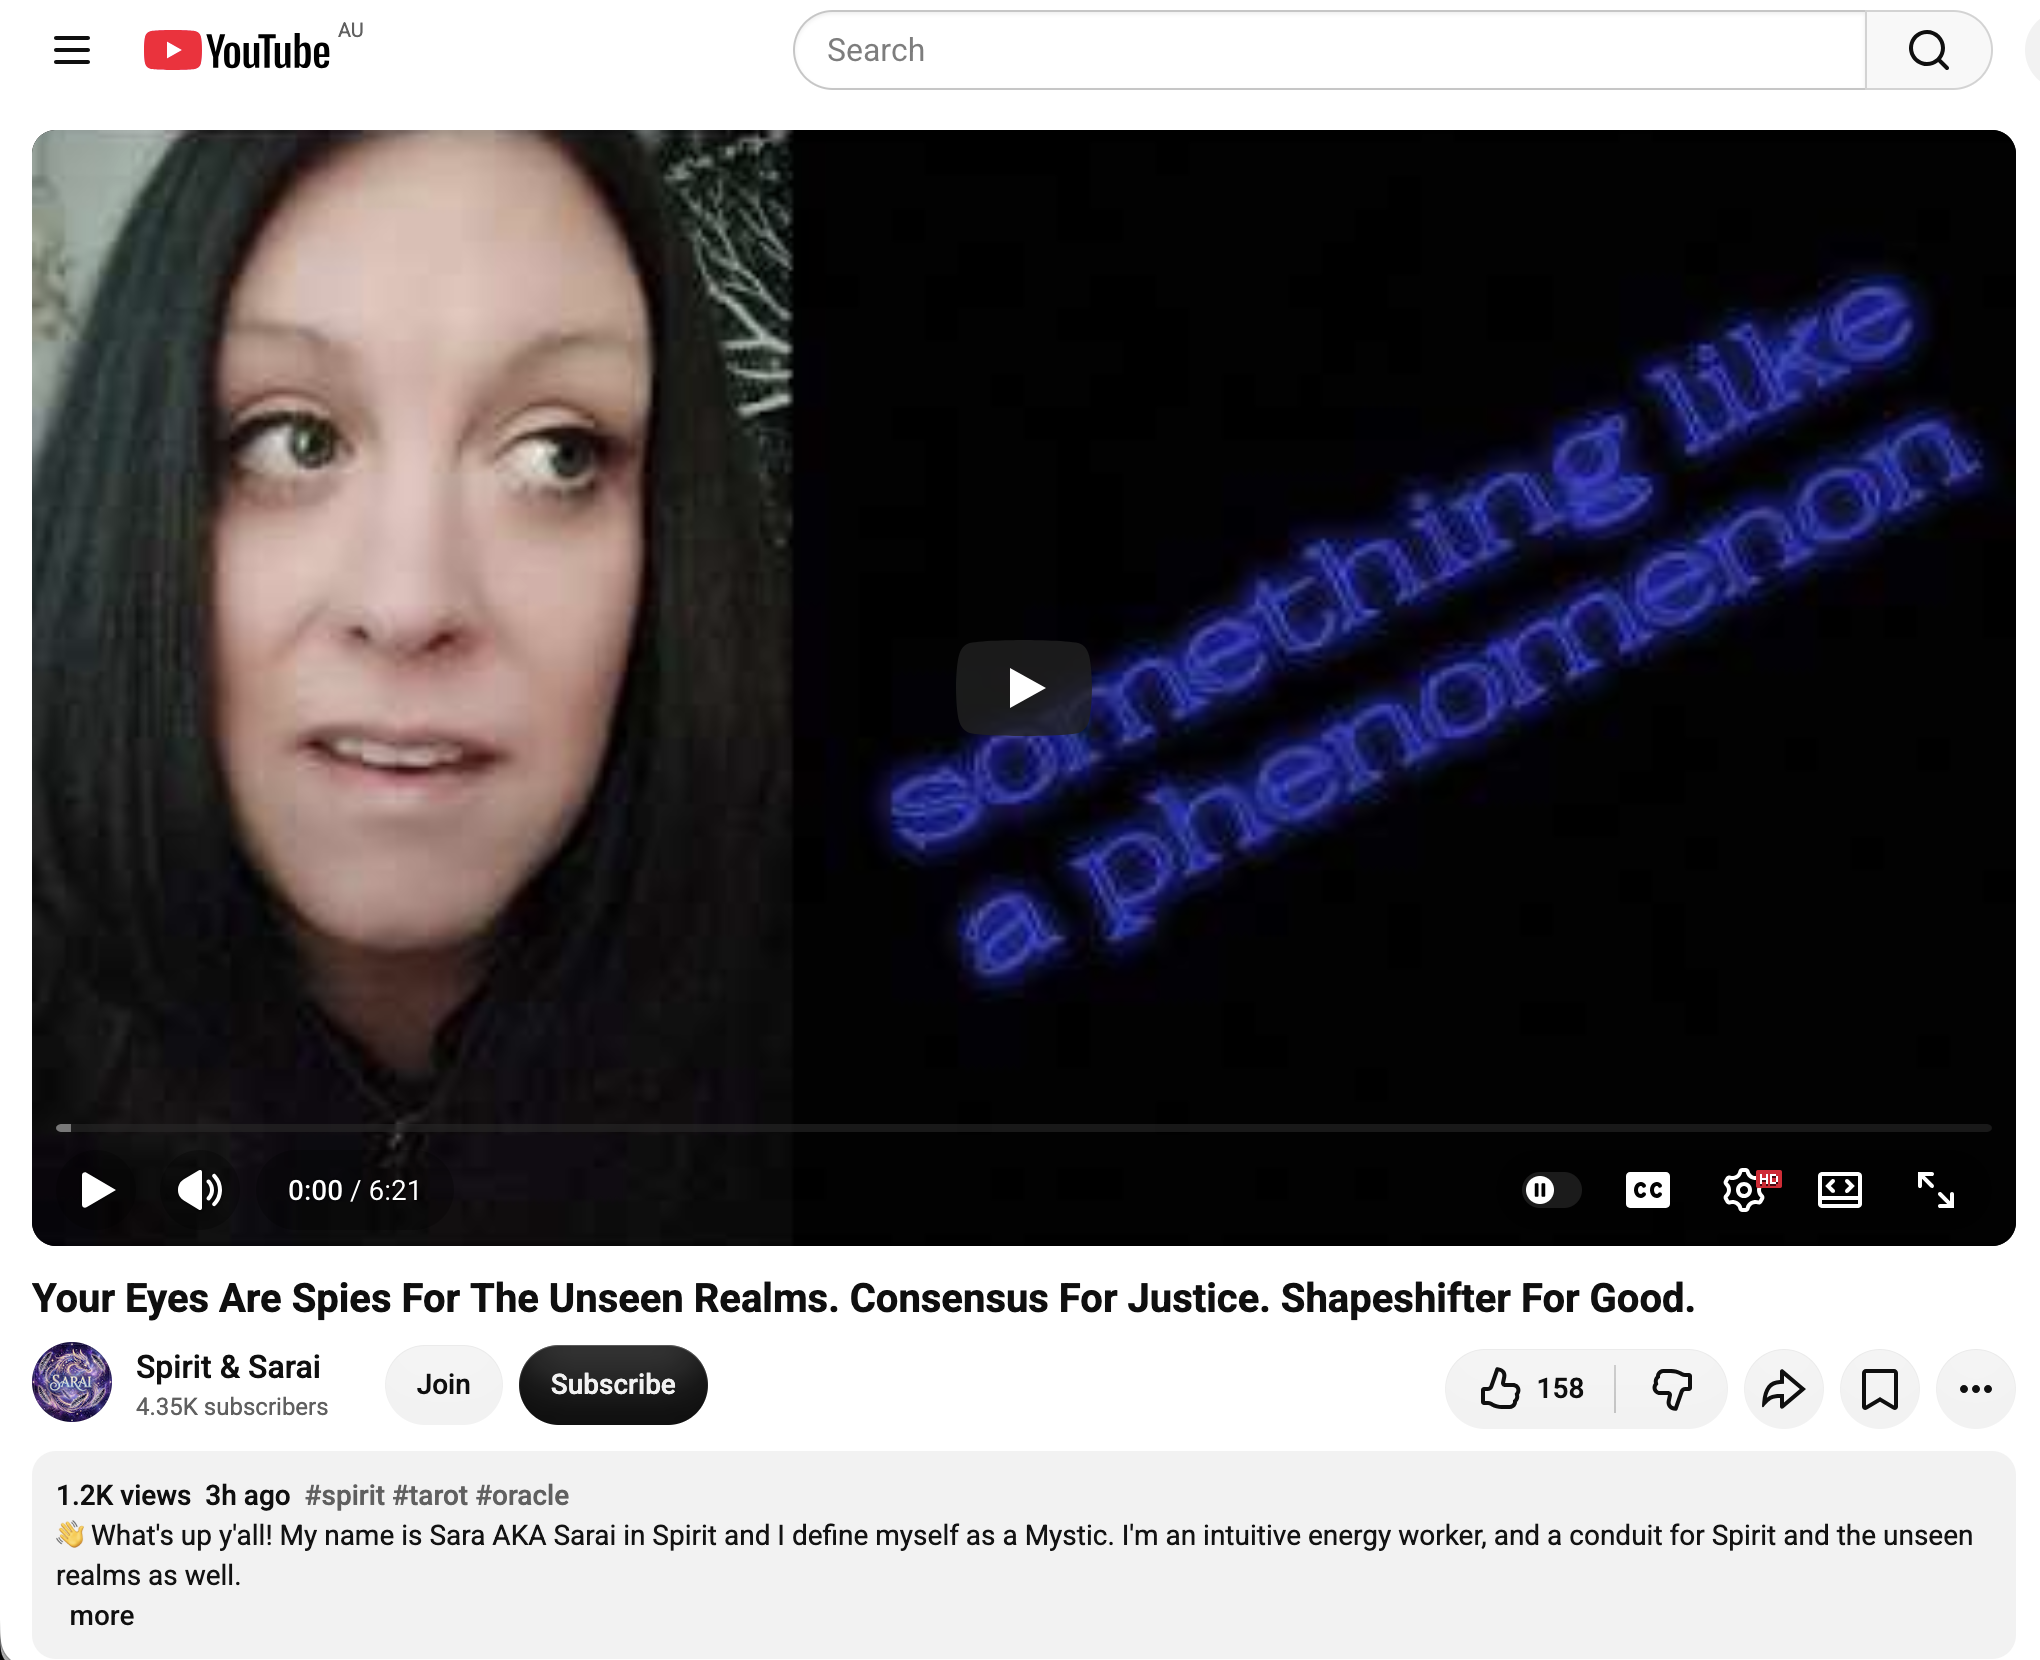 YouTube AU
Search
something like
a phenomenon
0:00 / 6:21
CC
HD
Your Eyes Are Spies For The Unseen Realms. Consensus For Justice. Shapeshifter For Good.
SARAI
Spirit & Sarai
4.35K subscribers
Join
Subscribe
158
1.2K views 3h ago #spirit #tarot #oracle
👋 What's up y'all! My name is Sara AKA Sarai in Spirit and I define myself as a Mystic. I'm an intuitive energy worker, and a conduit for Spirit and the unseen
realms as well.
more